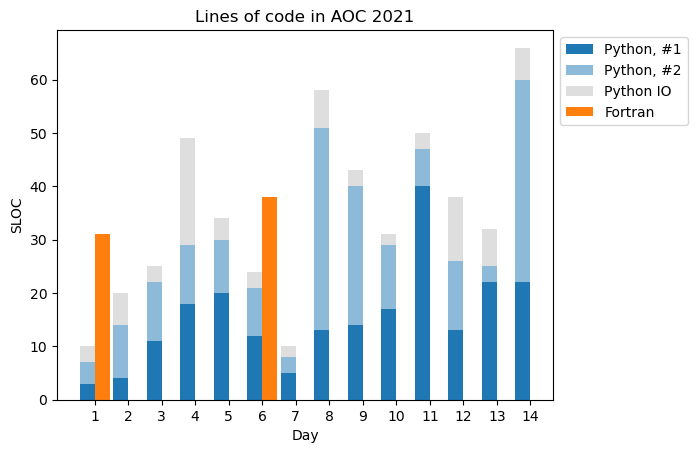 Lines of code in AOC 2021
SLOC
60
50
40
30
20
10
0
1 2 3 4 5 6 7 8 9 10 11 12 13 14
Day
Python, #1
Python, #2
Python IO
Fortran